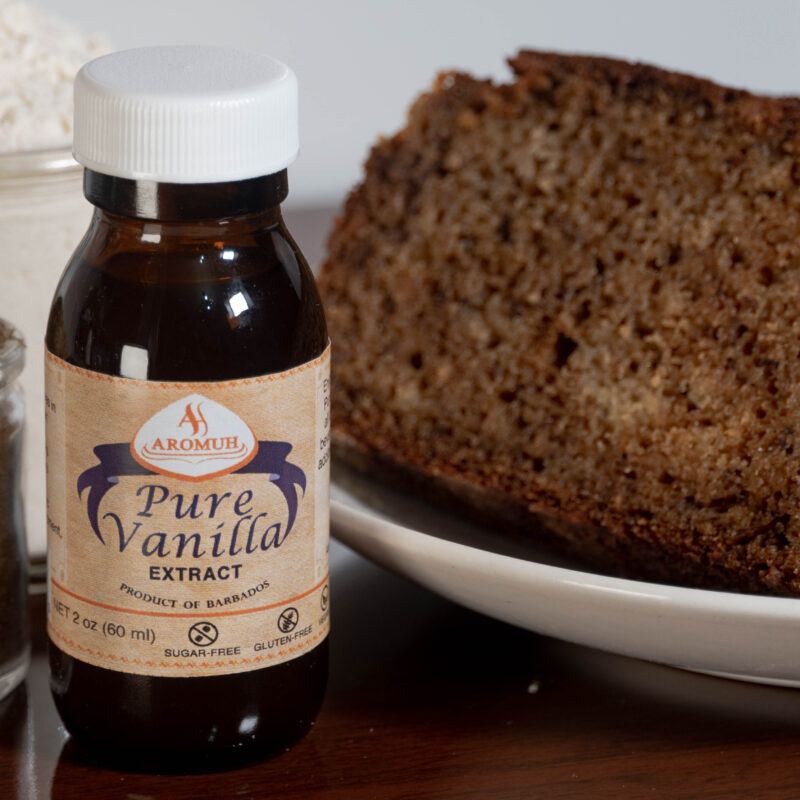 AROMUH
Pure
Vanilla
EXTRACT
PRODUCT OF BARBADOS
NET 2 oz (60 ml)
SUGAR-FREE
GLUTEN-FREE